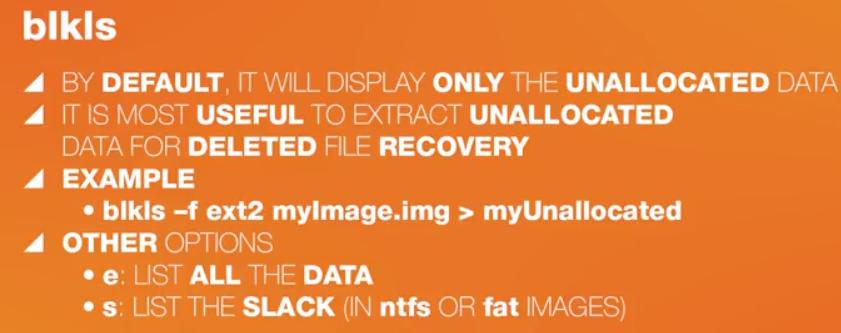 blkls
BY DEFAULT, IT WILL DISPLAY ONLY THE UNALLOCATED DATA
IT IS MOST USEFUL TO EXTRACT UNALLOCATED
DATA FOR DELETED FILE RECOVERY
EXAMPLE
• blkls –f ext2 myImage.img > myUnallocated
OTHER OPTIONS
• e: LIST ALL THE DATA
• s: LIST THE SLACK (IN ntfs OR fat IMAGES)